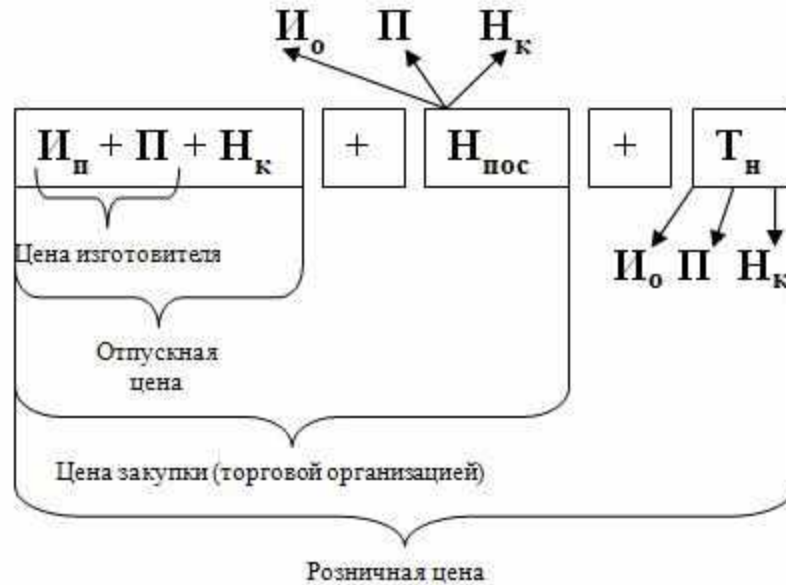 Ио П Нк
Ип + П + Нк + Нпос + Тн
Цена изготовителя
Ио П Нк
Отпускная
цена
Цена закупки (торговой организацией)
Розничная цена